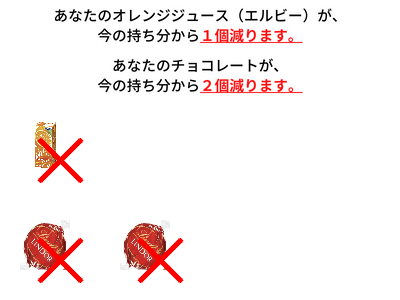 あなたのオレンジジュース（エルビー）が、
今の持ち分から１個減ります。
あなたのチョコレートが、
今の持ち分から２個減ります。
LINDOR
LINDOR